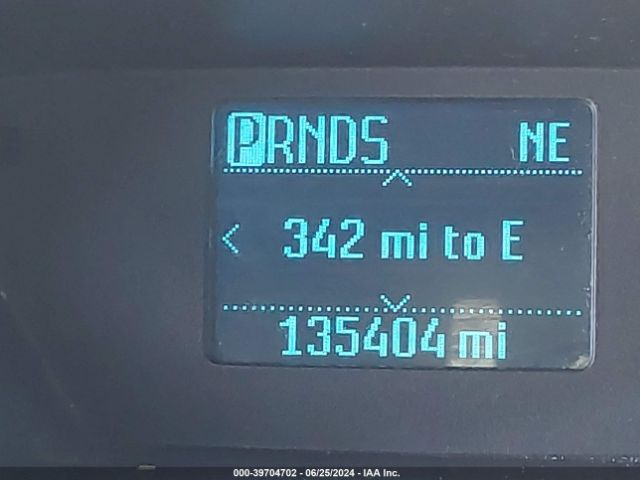 PRNDS NE
342 mi to E
135404 mi
000-39704702 - 06/25/2024 - IAA Inc.